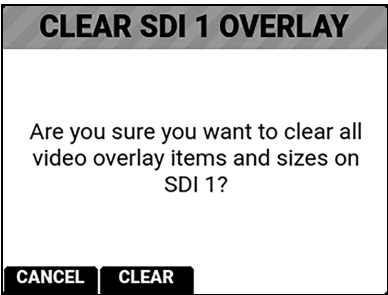 CLEAR SDI 1 OVERLAY
Are you sure you want to clear all
video overlay items and sizes on
SDI 1?
CANCEL CLEAR